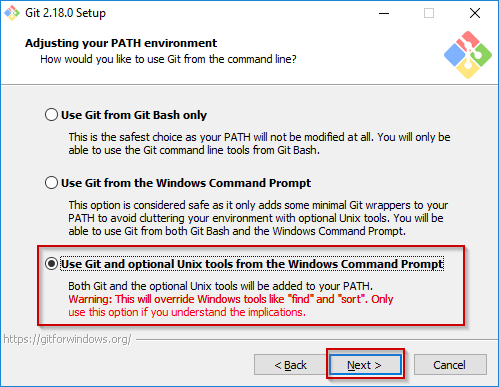 Git 2.18.0 Setup
Adjusting your PATH environment
How would you like to use Git from the command line?
Use Git from Git Bash only
This is the safest choice as your PATH will not be modified at all. You will only be
able to use the Git command line tools from Git Bash.
Use Git from the Windows Command Prompt
This option is considered safe as it only adds some minimal Git wrappers to your
PATH to avoid cluttering your environment with optional Unix tools. You will be
able to use Git from both Git Bash and the Windows Command Prompt.
Use Git and optional Unix tools from the Windows Command Prompt
Both Git and the optional Unix tools will be added to your PATH.
Warning: This will override Windows tools like "find" and "sort". Only
use this option if you understand the implications.
https://gitforwindows.org/
< Back
Next >
Cancel